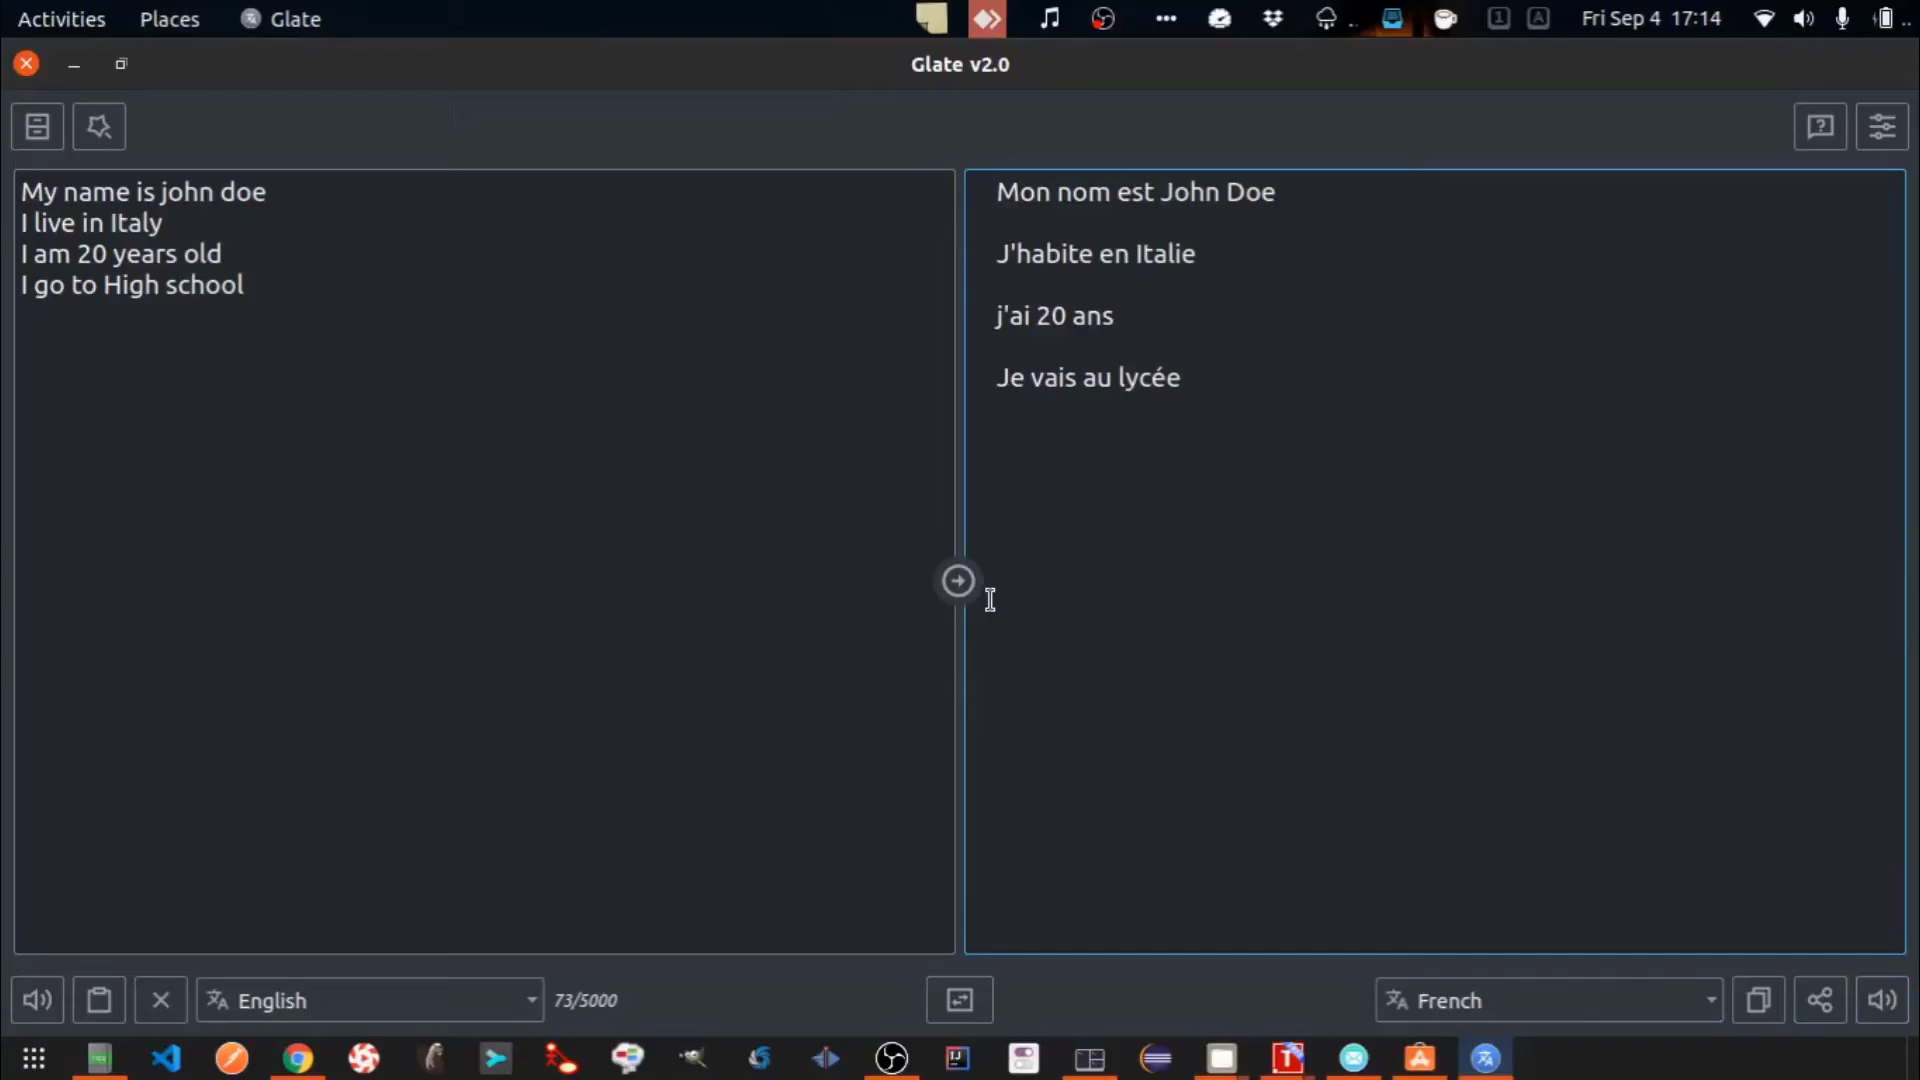 Activities Places Glate Fri Sep 4 17:14
Glate v2.0
My name is john doe
I live in Italy
I am 20 years old
I go to High school
Mon nom est John Doe
J'habite en Italie
j'ai 20 ans
Je vais au lycée
English 73/5000 French